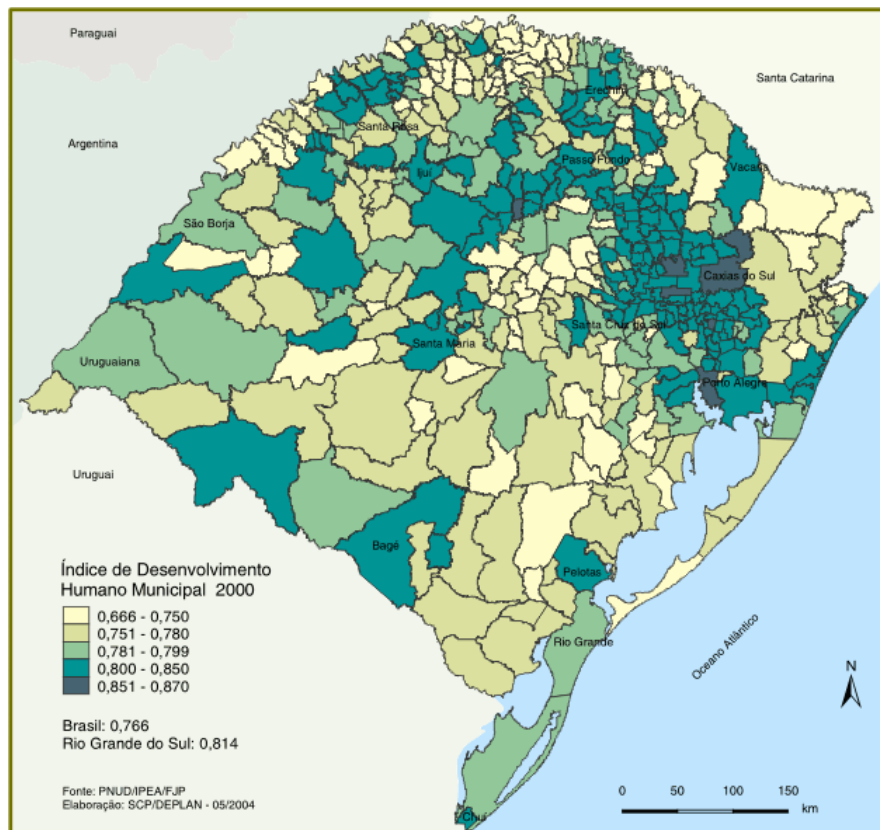 Paraguai
Santa Catarina
Argentina
Erechim
Santa Rosa
Passo Fundo
Vacaria
Ijuí
São Borja
Caxias do Sul
Santa Cruz do Sul
Santa Maria
Uruguaiana
Porto Alegre
Uruguai
Bagé
Pelotas
Rio Grande
Oceano Atlântico
Chuí
Índice de Desenvolvimento
Humano Municipal 2000
0,666 - 0,750
0,751 - 0,780
0,781 - 0,799
0,800 - 0,850
0,851 - 0,870
Brasil: 0,766
Rio Grande do Sul: 0,814
Fonte: PNUD/IPEA/FJP
Elaboração: SCP/DEPLAN - 05/2004
N
0 50 100 150
km